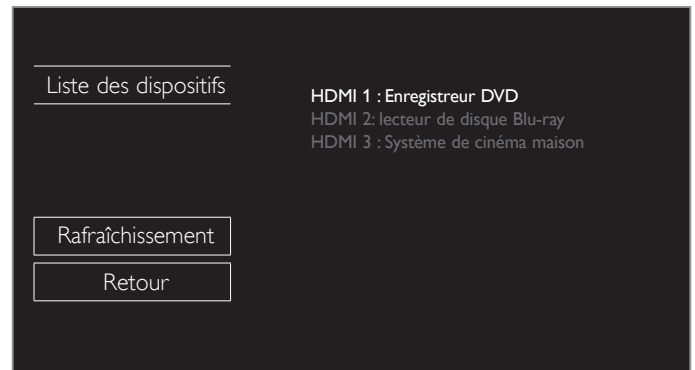 Liste des dispositifs
HDMI 1 : Enregistreur DVD
HDMI 2: lecteur de disque Blu-ray
HDMI 3 : Système de cinéma maison
Rafraîchissement
Retour